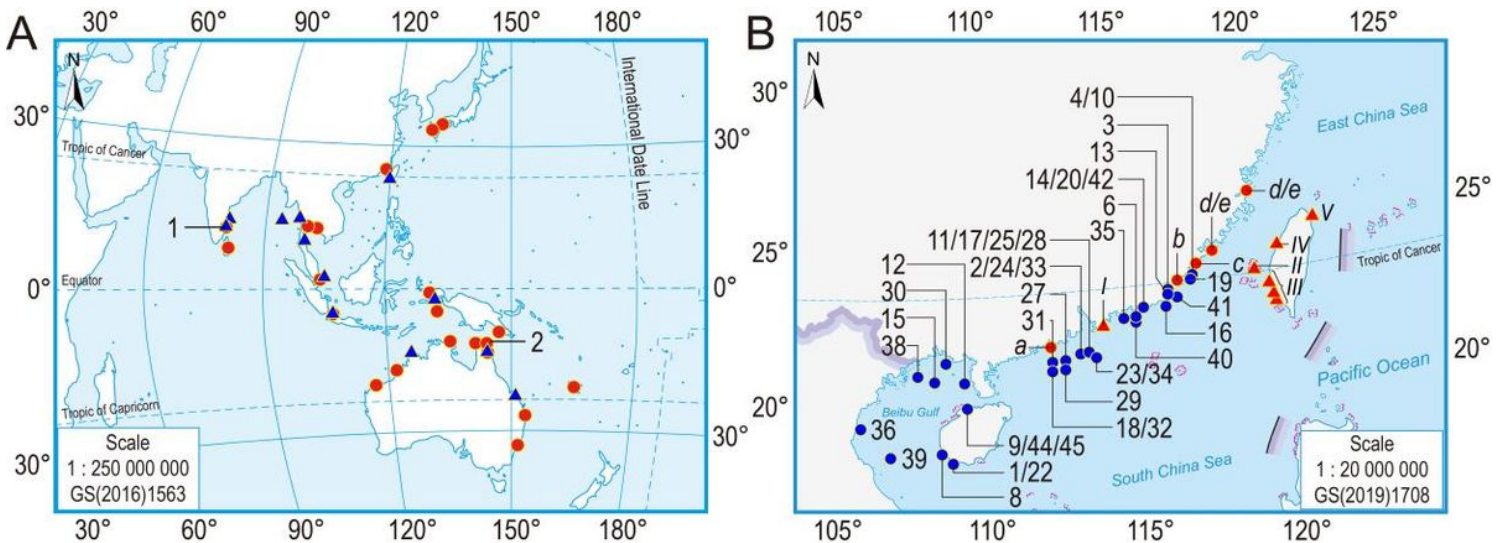 A
60° 90° 120° 150°
N
30°
0°
30°
Tropic of Cancer
Equator
Tropic of Capricorn
International Date Line
1
2
30°
0°
30°
Scale
1 : 250 000 000
GS(2016)1563
30° 60° 90° 120° 150° 180°
B
105° 110° 115° 120° 125°
N
30°
25°
20°
25°
20°
4/10
3
13
14/20/42
6
35
b
d/e
d/e
11/17/25/28
2/24/33
12
30
27
15
31
38
I
a
c
19
41
16
40
23/34
29
18/32
9/44/45
1/22
8
36
39
V
IV
II
III
East China Sea
Tropic of Cancer
Pacific Ocean
Beibu Gulf
South China Sea
Scale
1 : 20 000 000
GS(2019)1708
105° 110° 115° 120°